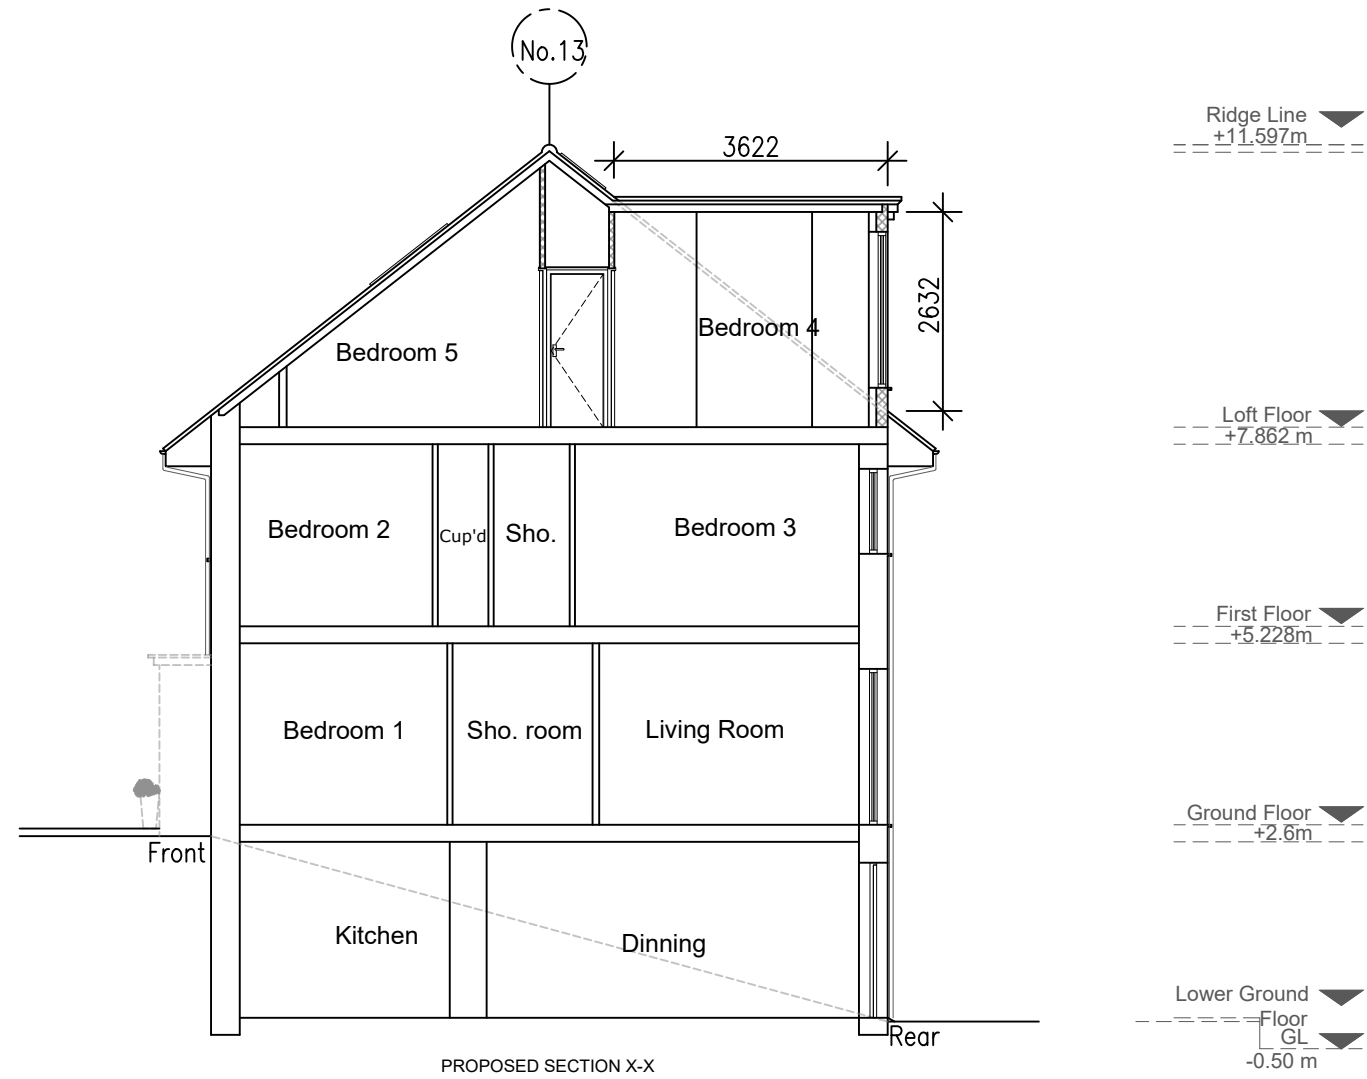 No.13
Ridge Line
+11.597m
3622
2632
Bedroom 4
Bedroom 5
Loft Floor
+7.862 m
Bedroom 2
Cup'd
Sho.
Bedroom 3
First Floor
+5.228m
Bedroom 1
Sho. room
Living Room
Ground Floor
+2.6m
Front
Kitchen
Dinning
Lower Ground
Floor
GL
-0.50 m
Rear
PROPOSED SECTION X-X